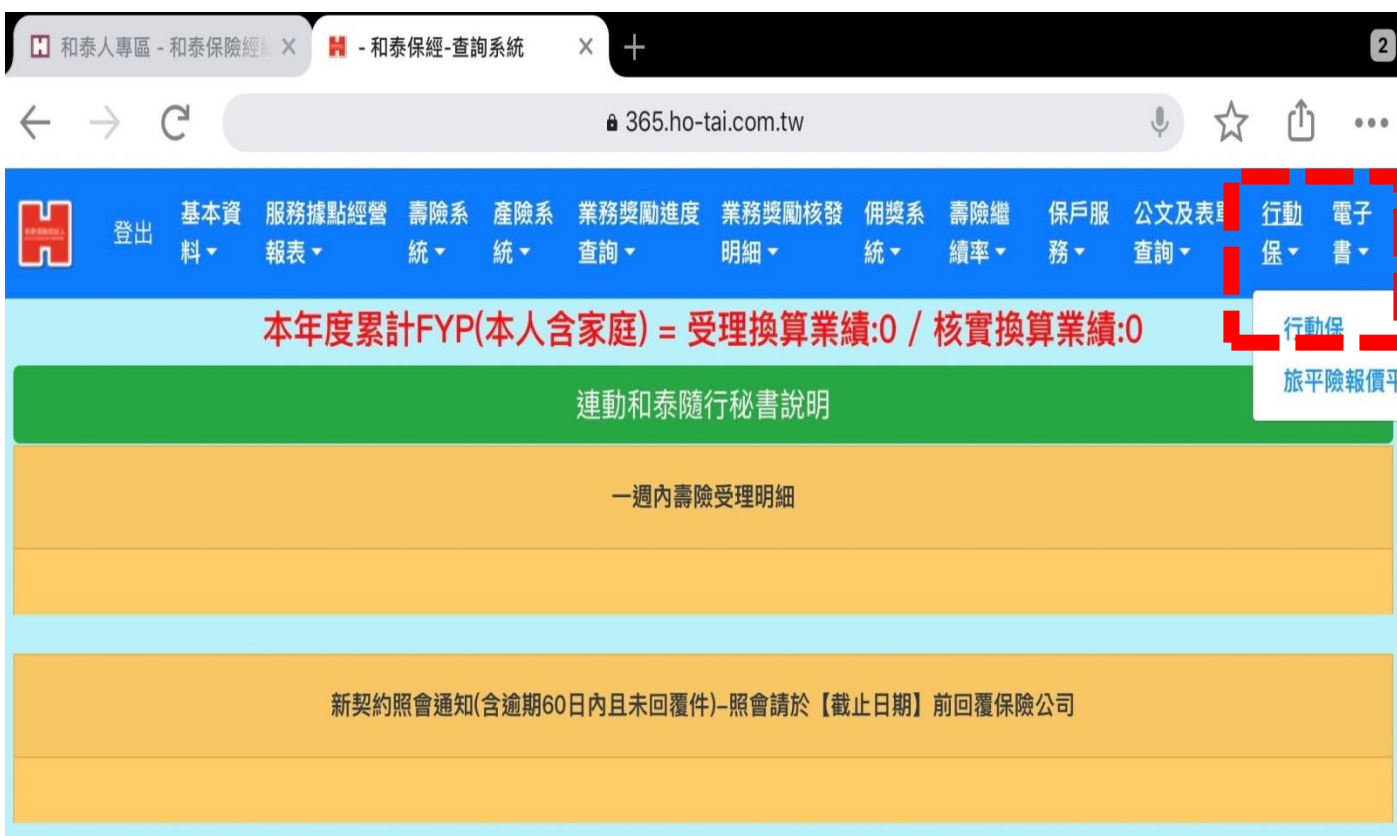 和泰人專區 - 和泰保險經
- 和泰保經-查詢系統
2
365.ho-tai.com.tw
登出
基本資料
服務據點經營報表
壽險系統
產險系統
業務獎勵進度查詢
業務獎勵核發明細
佣獎系統
壽險繼續率
保戶服務
公文及表單查詢
行動保
電子書
行動保
旅平險報價平
本年度累計FYP(本人含家庭) = 受理換算業績:0 / 核實換算業績:0
連動和泰隨行秘書說明
一週內壽險受理明細
新契約照會通知(含逾期60日內且未回覆件)–照會請於【截止日期】前回覆保險公司